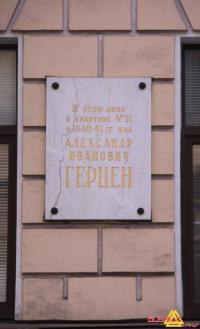 В этом доме
в квартире №21
в 1840-41 гг жил
АЛЕКСАНДР
ИВАНОВИЧ
ГЕРЦЕН